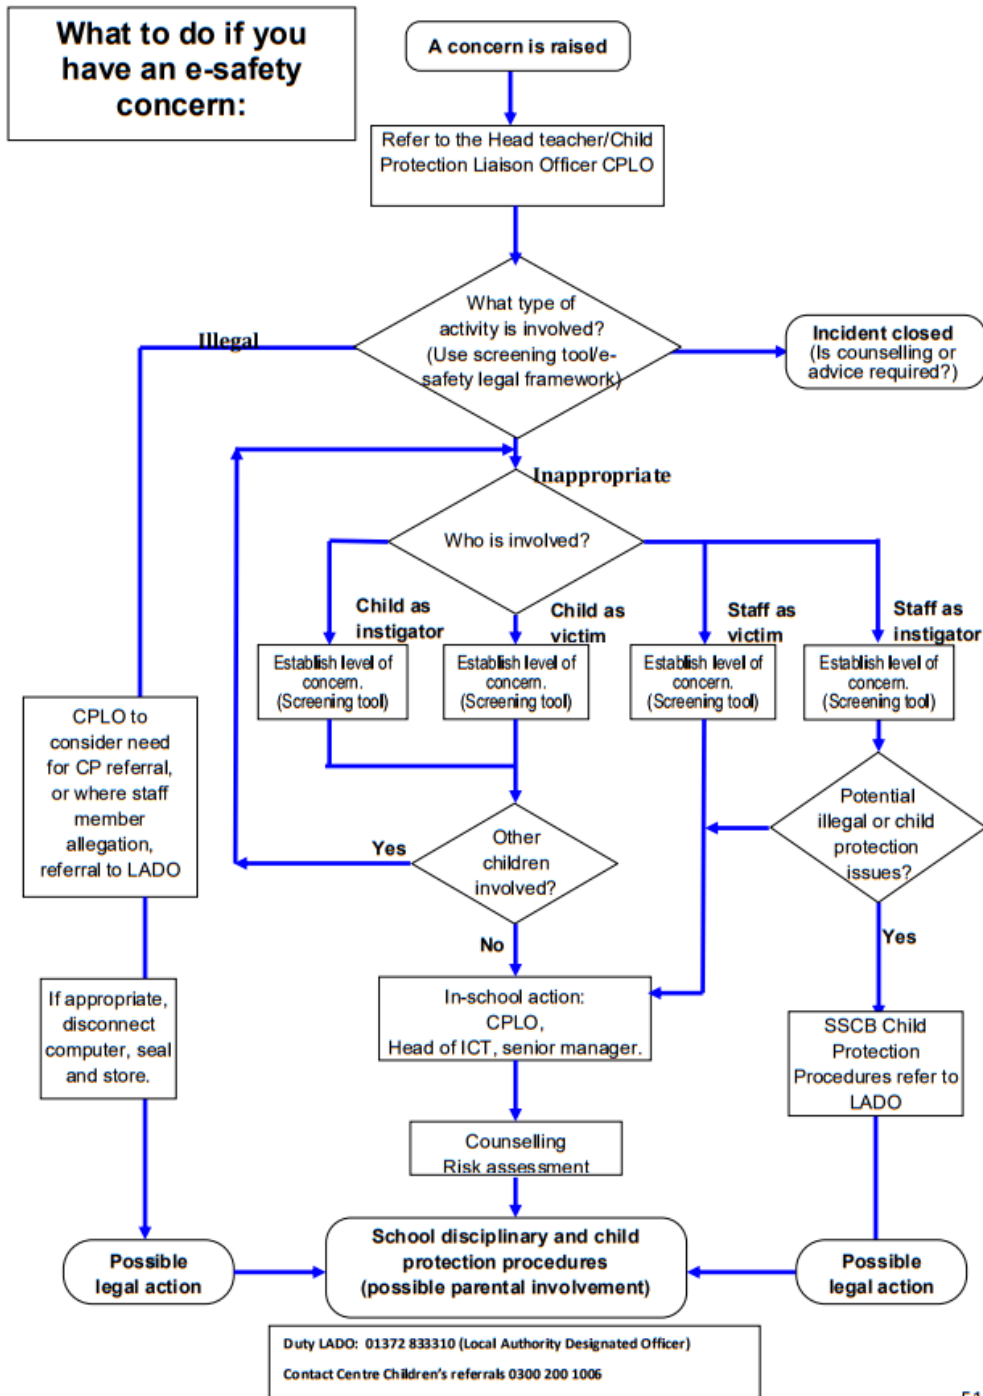 What to do if you
have an e-safety
concern:
A concern is raised
Refer to the Head teacher/Child
Protection Liaison Officer CPLO
What type of
activity is involved?
(Use screening tool/e-
safety legal framework)
Illegal
Incident closed
(Is counselling or
advice required?)
Inappropriate
Who is involved?
Child as
instigator
Child as
victim
Staff as
victim
Staff as
instigator
Establish level of
concern.
(Screening tool)
Establish level of
concern.
(Screening tool)
Establish level of
concern.
(Screening tool)
Establish level of
concern.
(Screening tool)
CPLO to
consider need
for CP referral,
or where staff
member
allegation,
referral to LADO
Yes
Other
children
involved?
Potential
illegal or child
protection
issues?
No
Yes
If appropriate,
disconnect
computer, seal
and store.
In-school action:
CPLO,
Head of ICT, senior manager.
SSCB Child
Protection
Procedures refer to
LADO
Counselling
Risk assessment
Possible
legal action
School disciplinary and child
protection procedures
(possible parental involvement)
Possible
legal action
Duty LADO: 01372 833310 (Local Authority Designated Officer)
Contact Centre Children's referrals 0300 200 1006
51